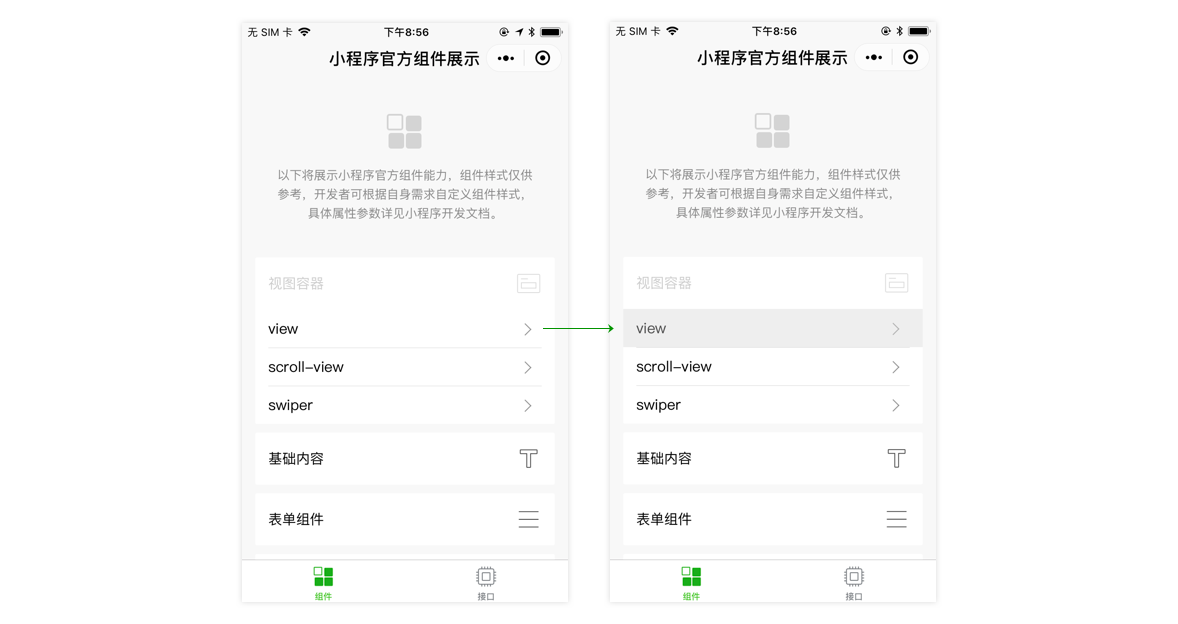 无 SIM 卡 下午8:56
小程序官方组件展示
以下将展示小程序官方组件能力，组件样式仅供
参考，开发者可根据自身需求自定义组件样式，
具体属性参数详见小程序开发文档。
视图容器
view
scroll-view
swiper
基础内容
表单组件
组件 接口
无 SIM 卡 下午8:56
小程序官方组件展示
以下将展示小程序官方组件能力，组件样式仅供
参考，开发者可根据自身需求自定义组件样式，
具体属性参数详见小程序开发文档。
视图容器
view
scroll-view
swiper
基础内容
表单组件
组件 接口